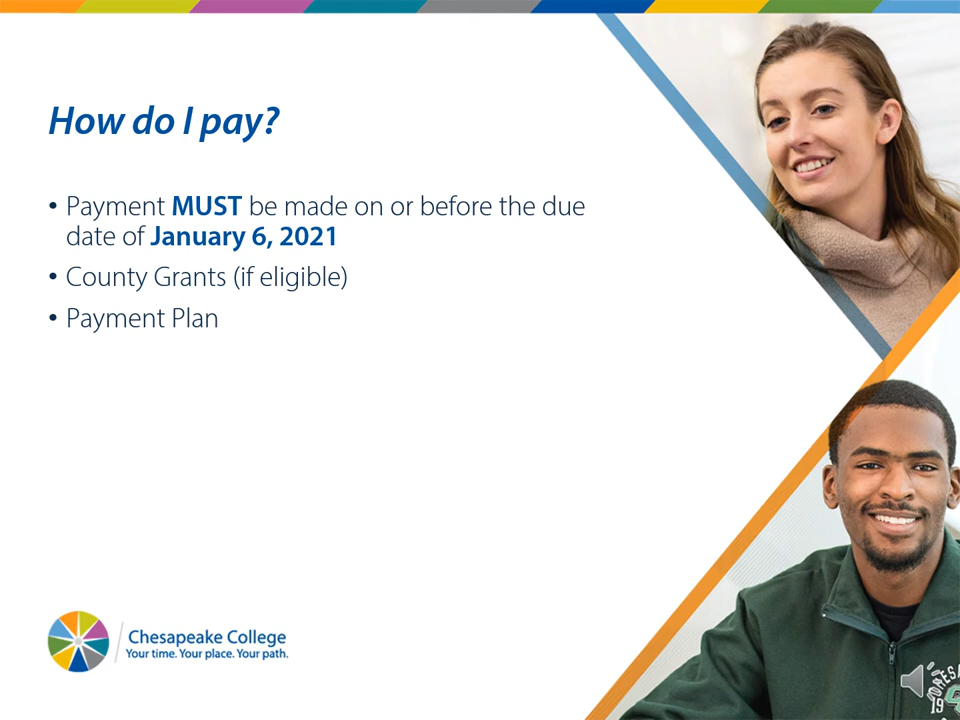 How do I pay?
• Payment MUST be made on or before the due
date of January 6, 2021
• County Grants (if eligible)
• Payment Plan
Chesapeake College
Your time. Your place. Your path.
19